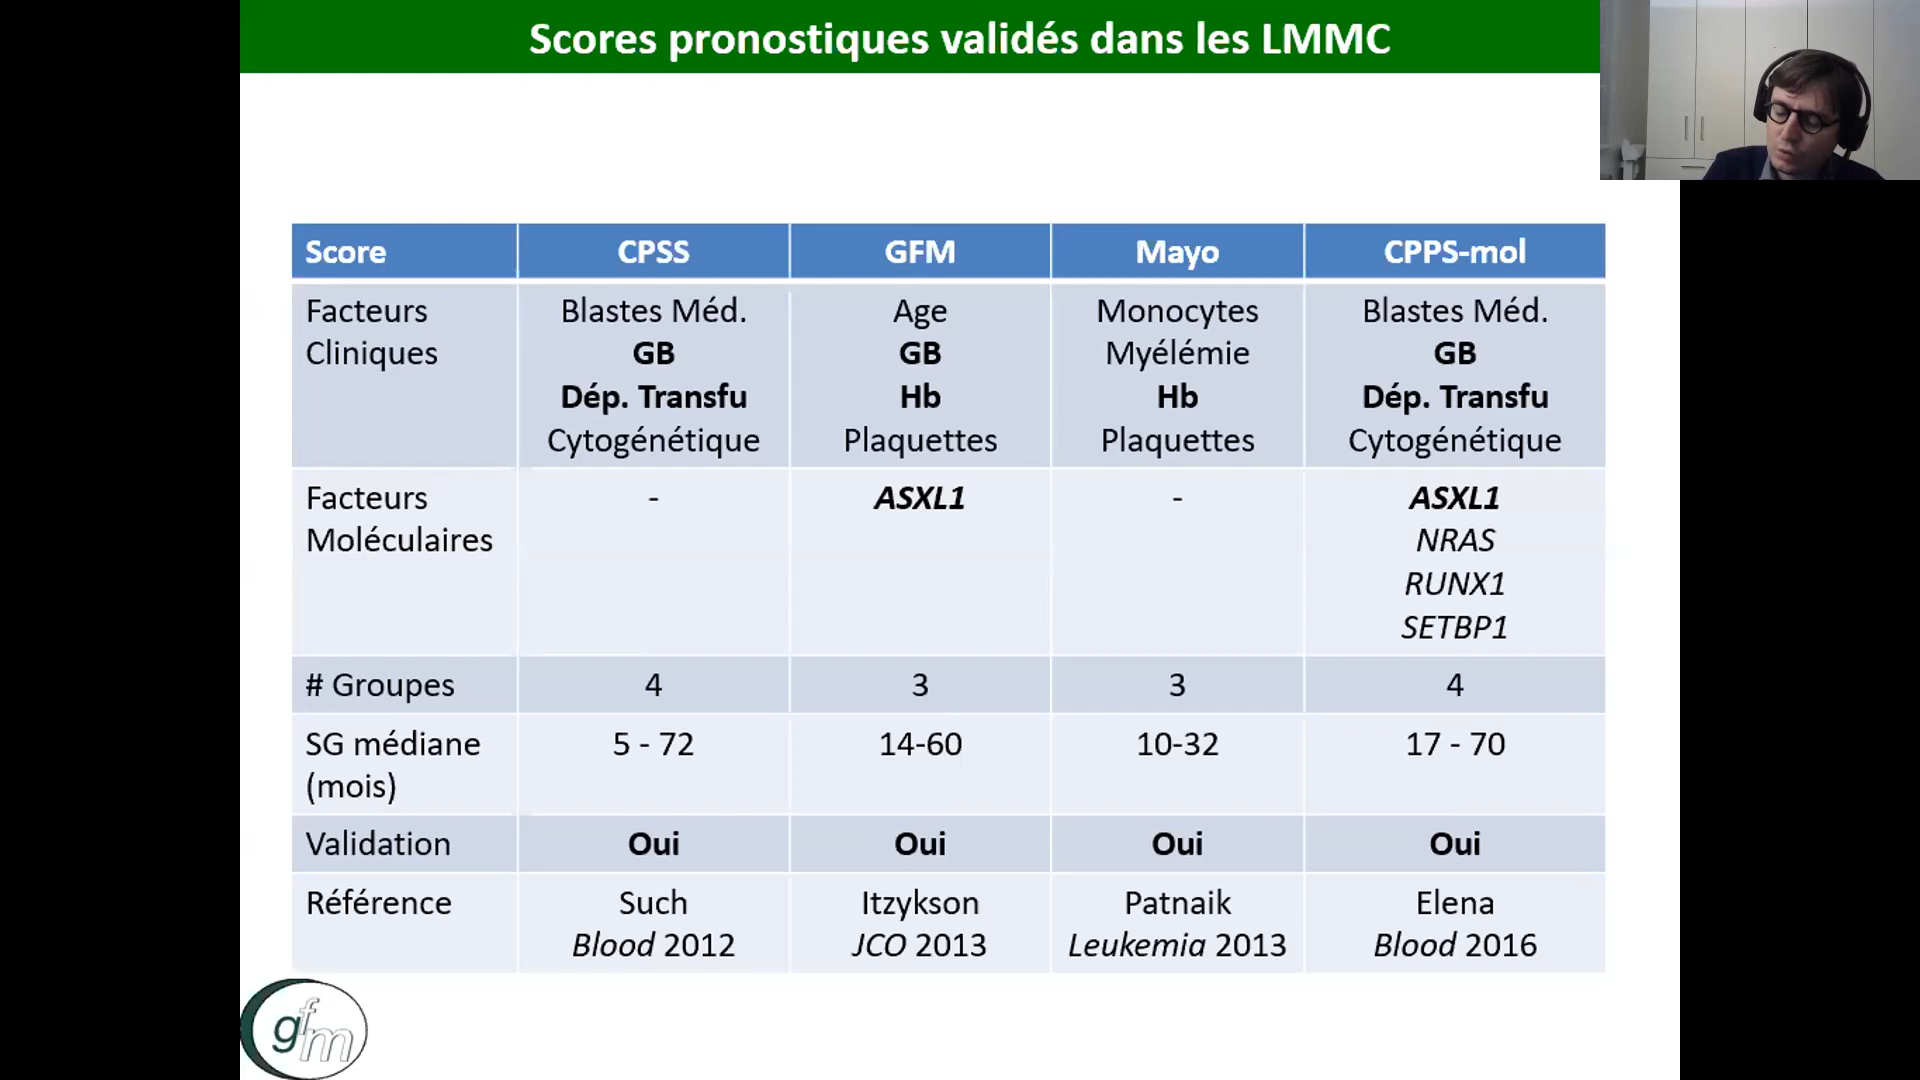 Scores pronostiques validés dans les LMMC
Score CPSS GFM Mayo CPPS-mol
Facteurs Cliniques
Blastes Méd.
GB
Dép. Transfu
Cytogénétique
Age
GB
Hb
Plaquettes
Monocytes
Myélémie
Hb
Plaquettes
Blastes Méd.
GB
Dép. Transfu
Cytogénétique
Facteurs Moléculaires
-
ASXL1
-
ASXL1
NRAS
RUNX1
SETBP1
# Groupes 4 3 3 4
SG médiane (mois) 5 - 72 14-60 10-32 17 - 70
Validation Oui Oui Oui Oui
Référence
Such
Blood 2012
Itzykson
JCO 2013
Patnaik
Leukemia 2013
Elena
Blood 2016
gfm